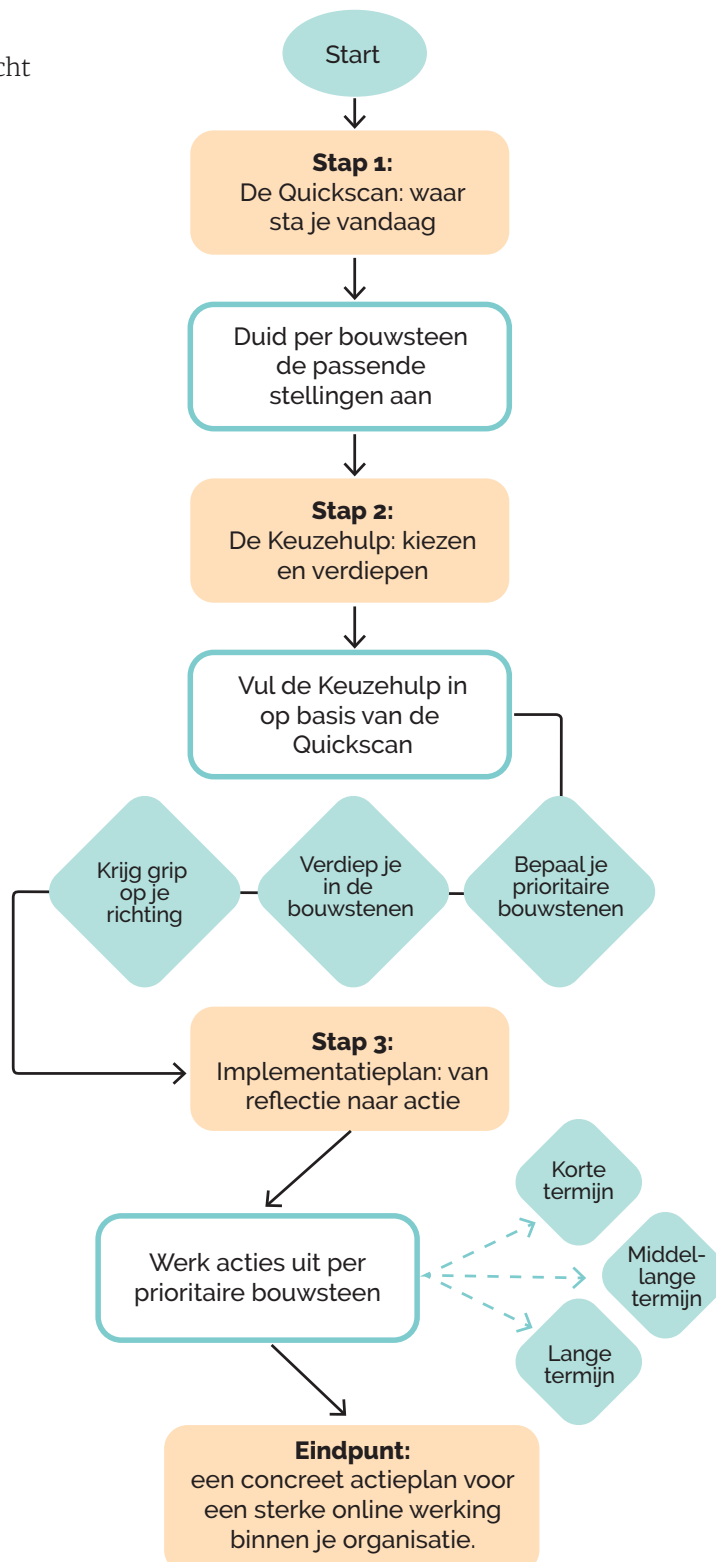 cht
Start
Stap 1:
De Quickscan: waar
sta je vandaag
Duid per bouwsteen
de passende
stellingen aan
Stap 2:
De Keuzehulp: kiezen
en verdiepen
Vul de Keuzehulp in
op basis van de
Quickscan
Bepaal je
prioritaire
bouwstenen
Verdiep je
in de
bouwstenen
Krijg grip
op je
richting
Stap 3:
Implementatieplan: van
reflectie naar actie
Werk acties uit per
prioritaire bouwsteen
Korte
termijn
Middel-
lange
termijn
Lange
termijn
Eindpunt:
een concreet actieplan voor
een sterke online werking
binnen je organisatie.